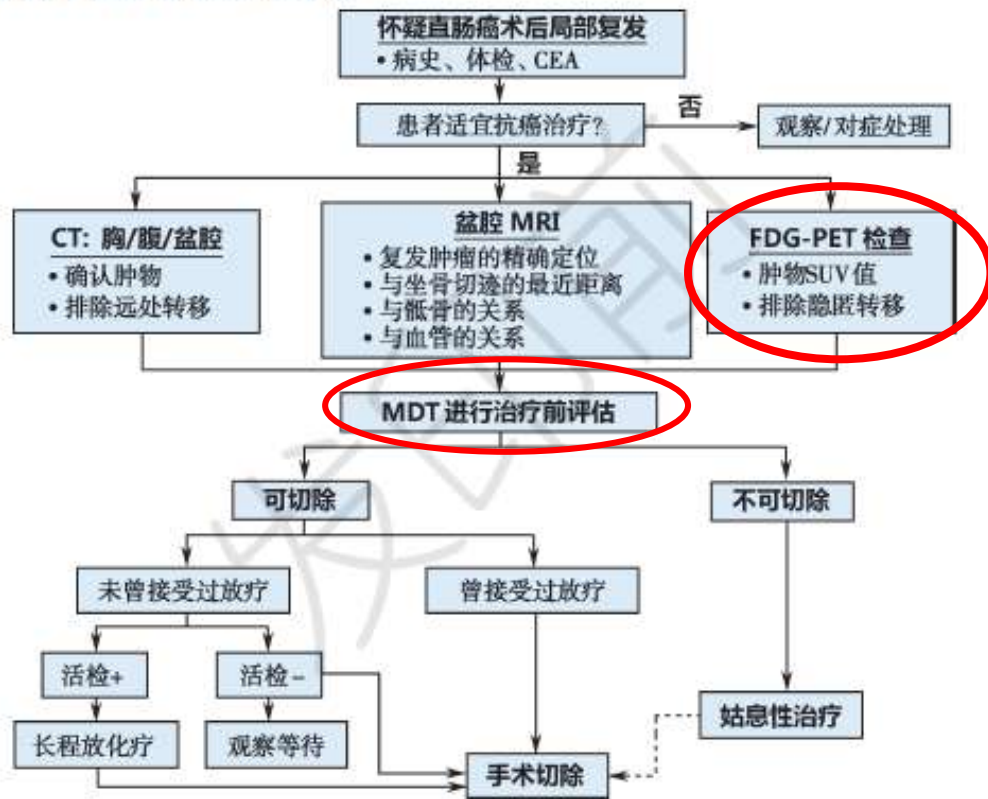 怀疑直肠癌术后局部复发
• 病史、体检、CEA
患者适宜抗癌治疗?
否
观察/对症处理
是
CT: 胸/腹/盆腔
• 确认肿物
• 排除远处转移
盆腔 MRI
• 复发肿瘤的精确定位
• 与坐骨切迹的最近距离
• 与骶骨的关系
• 与血管的关系
FDG-PET 检查
• 肿物SUV值
• 排除隐匿转移
MDT 进行治疗前评估
可切除
不可切除
未曾接受过放疗
曾接受过放疗
活检+
活检-
姑息性治疗
长程放化疗
观察等待
手术切除